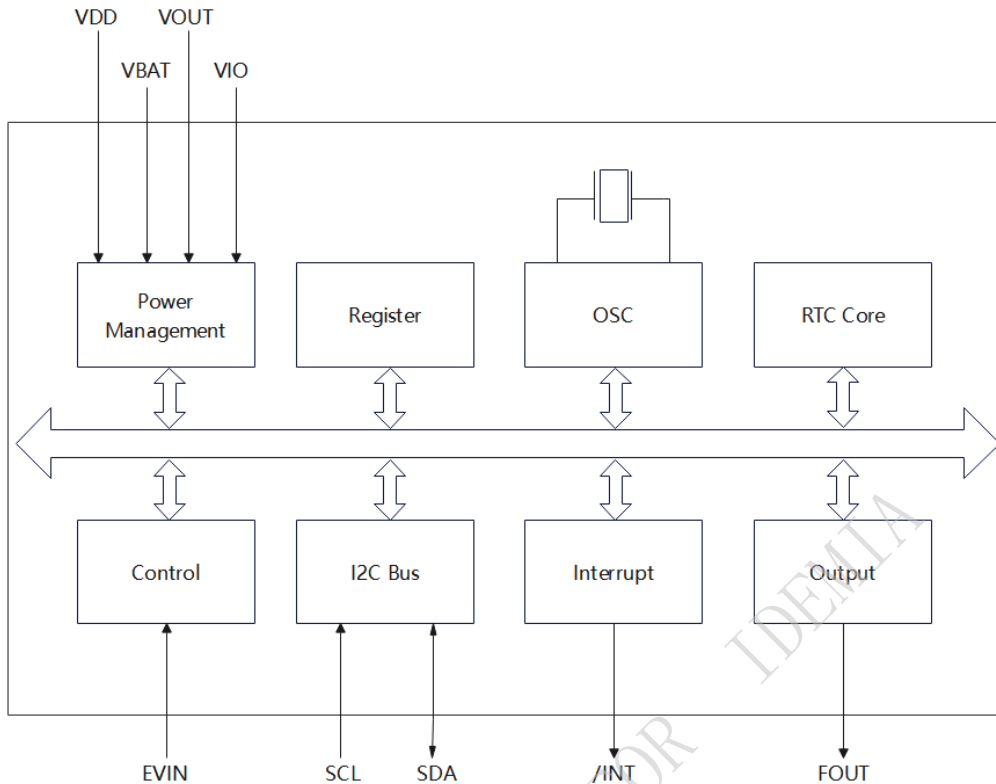 VDD
VOUT
VBAT
VIO
Power
Management
Register
OSC
RTC Core
Control
I2C Bus
Interrupt
Output
EVIN
SCL
SDA
/INT
FOUT
IDEMIA